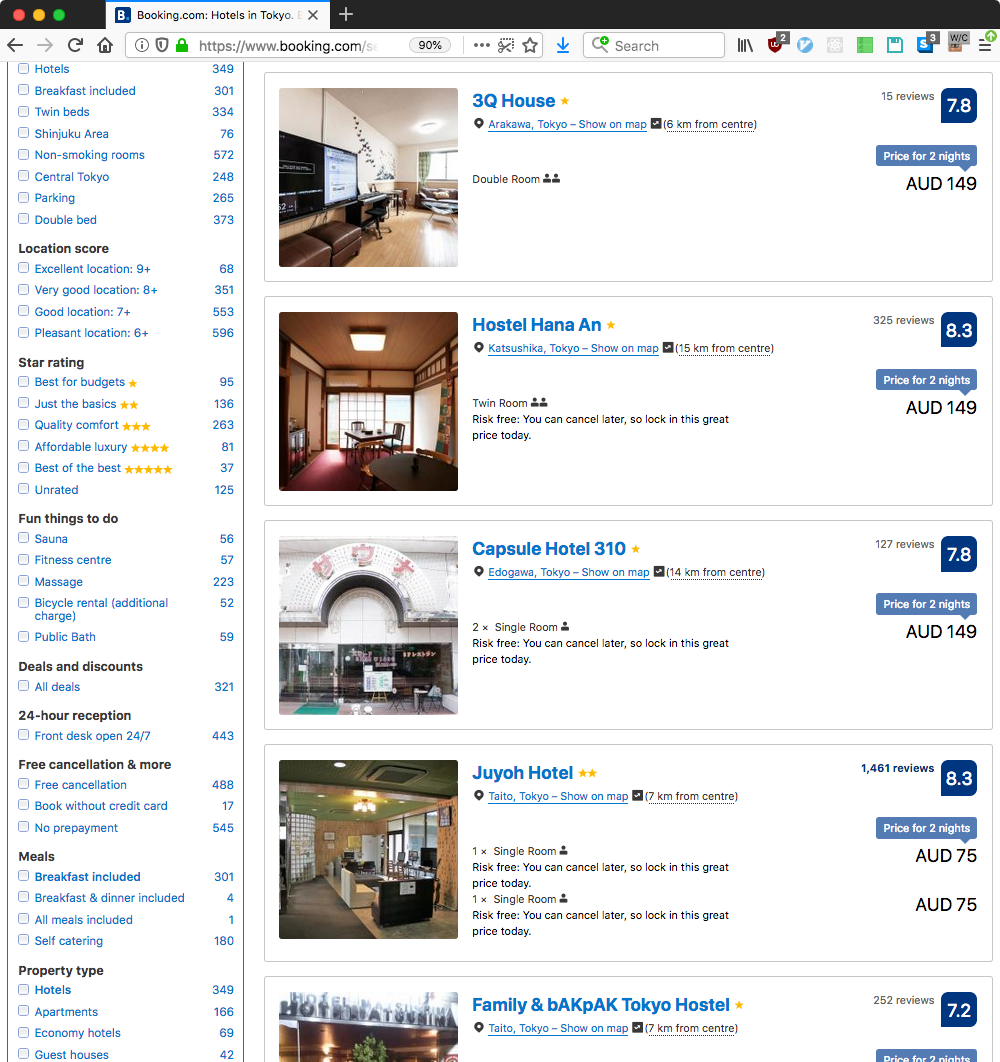 Booking.com: Hotels in Tokyo.
https://www.booking.com/se
90%
Search
2
3
W/C
Hotels 349
Breakfast included 301
Twin beds 334
Shinjuku Area 76
Non-smoking rooms 572
Central Tokyo 248
Parking 265
Double bed 373
Location score
Excellent location: 9+ 68
Very good location: 8+ 351
Good location: 7+ 553
Pleasant location: 6+ 596
Star rating
Best for budgets 95
Just the basics 136
Quality comfort 263
Affordable luxury 81
Best of the best 37
Unrated 125
Fun things to do
Sauna 56
Fitness centre 57
Massage 223
Bicycle rental (additional 52
charge)
Public Bath 59
Deals and discounts
All deals 321
24-hour reception
Front desk open 24/7 443
Free cancellation & more
Free cancellation 488
Book without credit card 17
No prepayment 545
Meals
Breakfast included 301
Breakfast & dinner included 4
All meals included 1
Self catering 180
Property type
Hotels 349
Apartments 166
Economy hotels 69
Guest houses 42
3Q House
15 reviews 7.8
Arakawa, Tokyo – Show on map (6 km from centre)
Price for 2 nights
Double Room
AUD 149
Hostel Hana An
325 reviews 8.3
Katsushika, Tokyo – Show on map (15 km from centre)
Price for 2 nights
Twin Room
AUD 149
Risk free: You can cancel later, so lock in this great
price today.
Capsule Hotel 310
127 reviews 7.8
Edogawa, Tokyo – Show on map (14 km from centre)
サウナ
Price for 2 nights
2 × Single Room
AUD 149
Risk free: You can cancel later, so lock in this great
price today.
Juyoh Hotel
1,461 reviews 8.3
Taito, Tokyo – Show on map (7 km from centre)
Price for 2 nights
1 × Single Room
AUD 75
Risk free: You can cancel later, so lock in this great
price today.
1 × Single Room
AUD 75
Risk free: You can cancel later, so lock in this great
price today.
Family & bAKpAK Tokyo Hostel
252 reviews 7.2
Taito, Tokyo – Show on map (7 km from centre)
Price for 2 nights